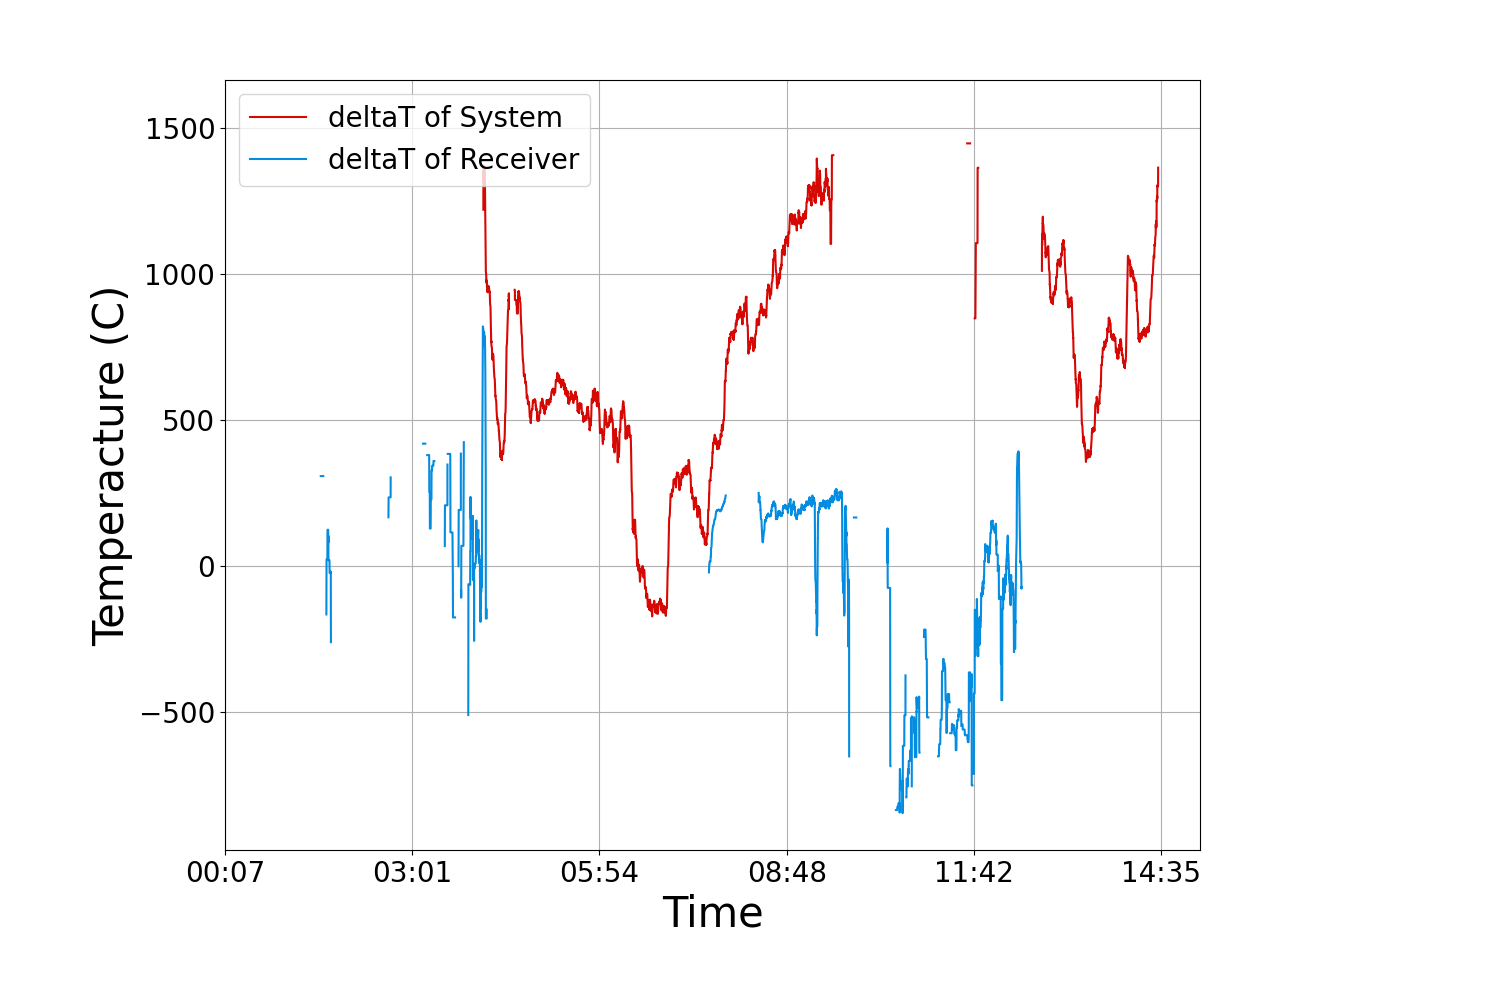 deltaT of System
deltaT of Receiver
1500
1000
500
0
−500
Temperacture (C)
00:07 03:01 05:54 08:48 11:42 14:35
Time